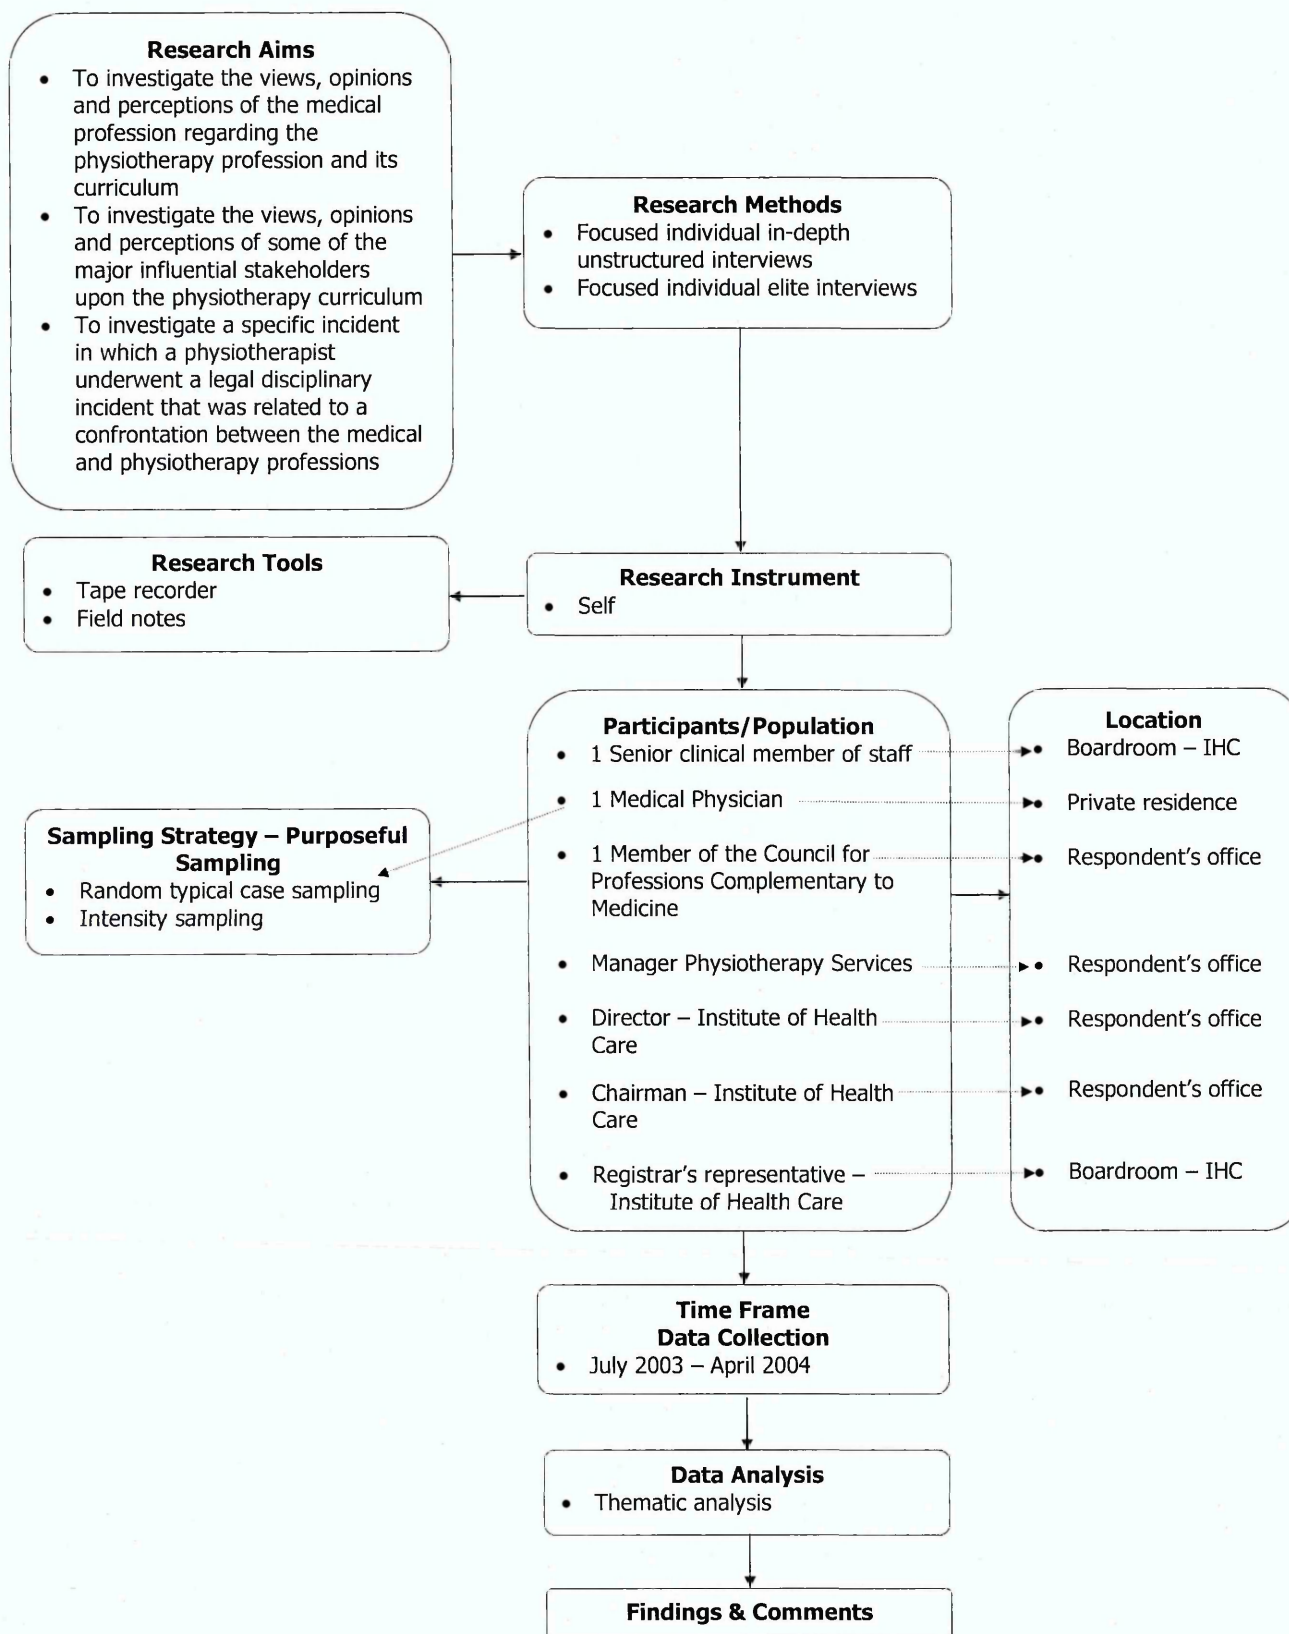 Research Aims
• To investigate the views, opinions
and perceptions of the medical
profession regarding the
physiotherapy profession and its
curriculum
• To investigate the views, opinions
and perceptions of some of the
major influential stakeholders
upon the physiotherapy curriculum
• To investigate a specific incident
in which a physiotherapist
underwent a legal disciplinary
incident that was related to a
confrontation between the medical
and physiotherapy professions
Research Methods
• Focused individual in-depth
unstructured interviews
• Focused individual elite interviews
Research Tools
• Tape recorder
• Field notes
Research Instrument
• Self
Participants/Population
• 1 Senior clinical member of staff
• 1 Medical Physician
• 1 Member of the Council for
Professions Complementary to
Medicine
• Manager Physiotherapy Services
• Director – Institute of Health
Care
• Chairman – Institute of Health
Care
• Registrar's representative –
Institute of Health Care
Location
• Boardroom – IHC
• Private residence
• Respondent's office
• Respondent's office
• Respondent's office
• Respondent's office
• Boardroom – IHC
Sampling Strategy – Purposeful
Sampling
• Random typical case sampling
• Intensity sampling
Time Frame
Data Collection
• July 2003 – April 2004
Data Analysis
• Thematic analysis
Findings & Comments